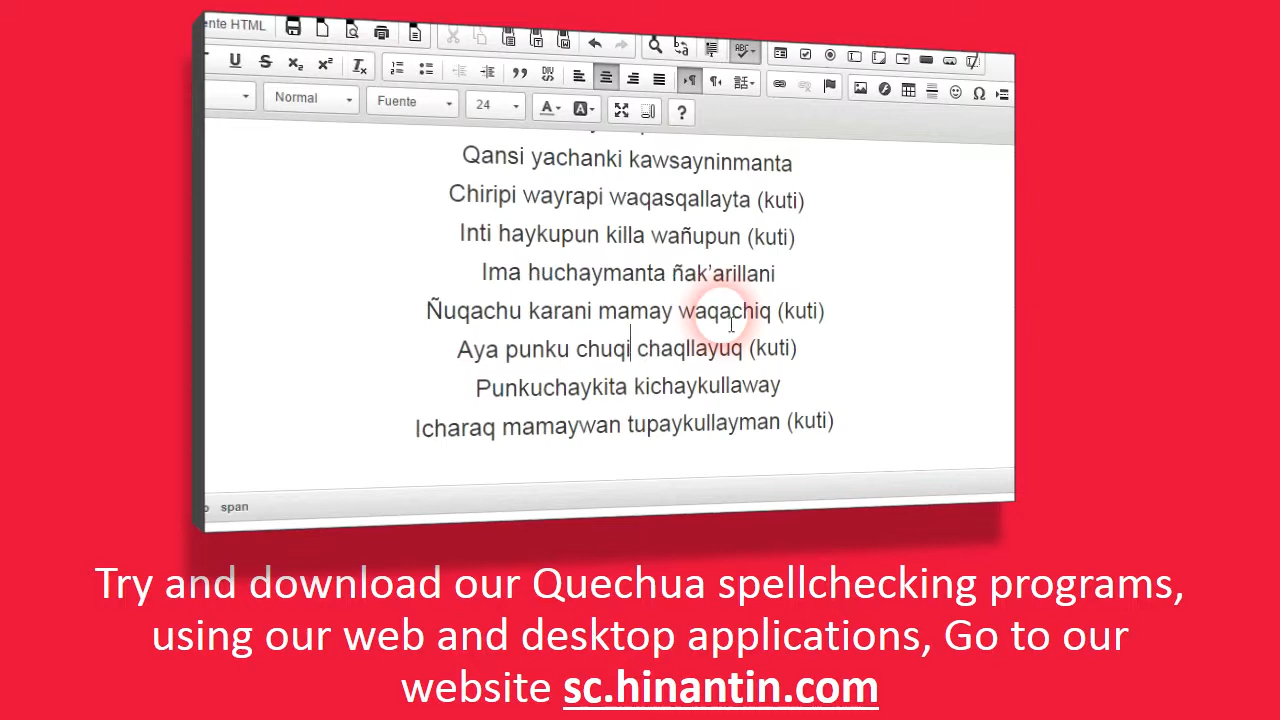 ente HTML
Normal
Fuente
24
Qansi yachanki kawsayninmanta
Chiripi wayrapi waqasqallayta (kuti)
Inti haykupun killa wañupun (kuti)
Ima huchaymanta ñak'arillani
Ñuqachu karani mamay waqachiq (kuti)
Aya punku chuqi chaqllayuq (kuti)
Punkuchaykita kichaykullaway
Icharaq mamaywan tupaykullayman (kuti)
span
Try and download our Quechua spellchecking programs,
using our web and desktop applications, Go to our
website sc.hinantin.com